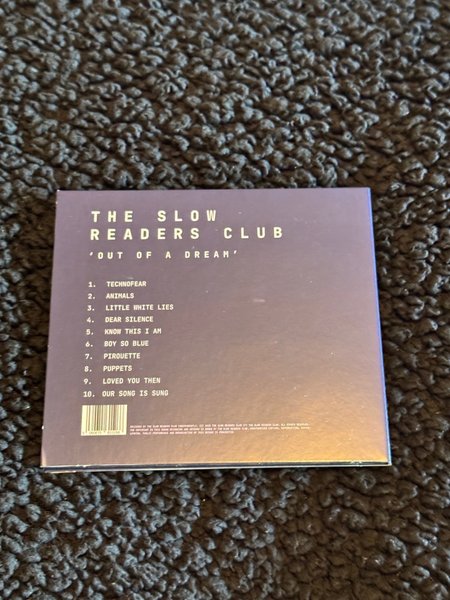 THE SLOW
READERS CLUB
'OUT OF A DREAM'
1. TECHNOFEAR
2. ANIMALS
3. LITTLE WHITE LIES
4. DEAR SILENCE
5. KNOW THIS I AM
6. BOY SO BLUE
7. PIROUETTE
8. PUPPETS
9. LOVED YOU THEN
10. OUR SONG IS SUNG